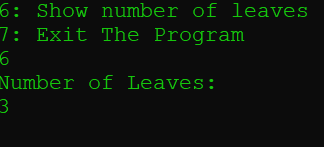 6: Show number of leaves
7: Exit The Program
6
Number of Leaves:
3